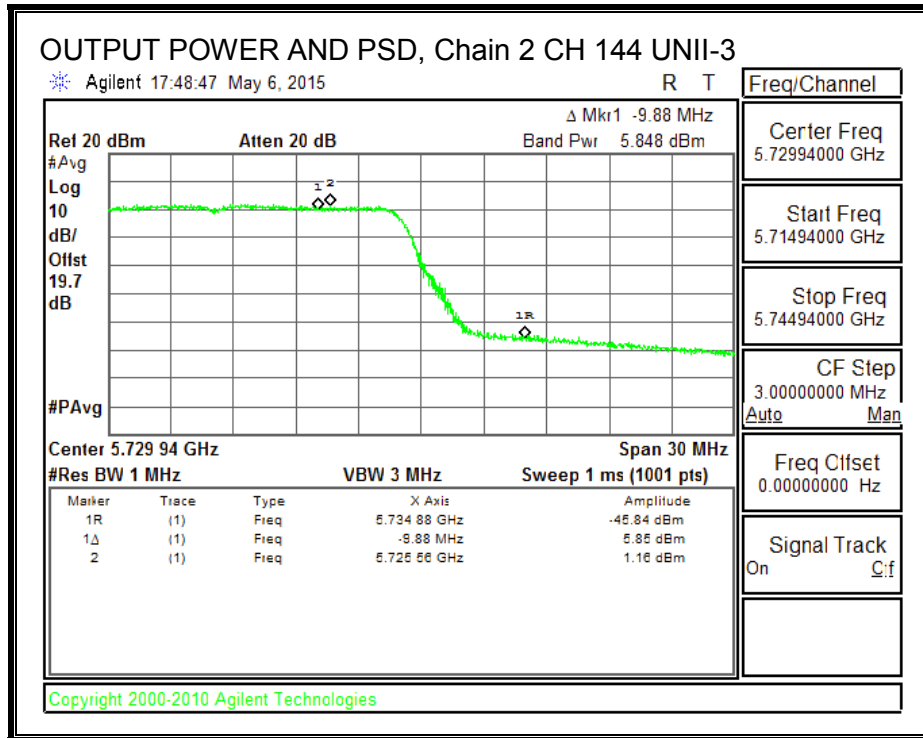 OUTPUT POWER AND PSD, Chain 2 CH 144 UNII-3
Agilent 17:48:47 May 6, 2015 R T
Freq/Channel
Δ Mkr1 -9.88 MHz
Ref 20 dBm Atten 20 dB Band Pwr 5.848 dBm
#Avg
Log
10
dB/
Offst
19.7
dB
#PAvg
1 2
1R
Center 5.729 94 GHz Span 30 MHz
#Res BW 1 MHz VBW 3 MHz Sweep 1 ms (1001 pts)
Marker Trace Type X Axis Amplitude
1R (1) Freq 5.734 88 GHz -45.84 dBm
1Δ (1) Freq -9.88 MHz 5.85 dBm
2 (1) Freq 5.725 56 GHz 1.16 dBm
Center Freq
5.72994000 GHz
Start Freq
5.71494000 GHz
Stop Freq
5.74494000 GHz
CF Step
3.00000000 MHz
Auto Man
Freq Offset
0.00000000 Hz
Signal Track
On Off
Copyright 2000-2010 Agilent Technologies